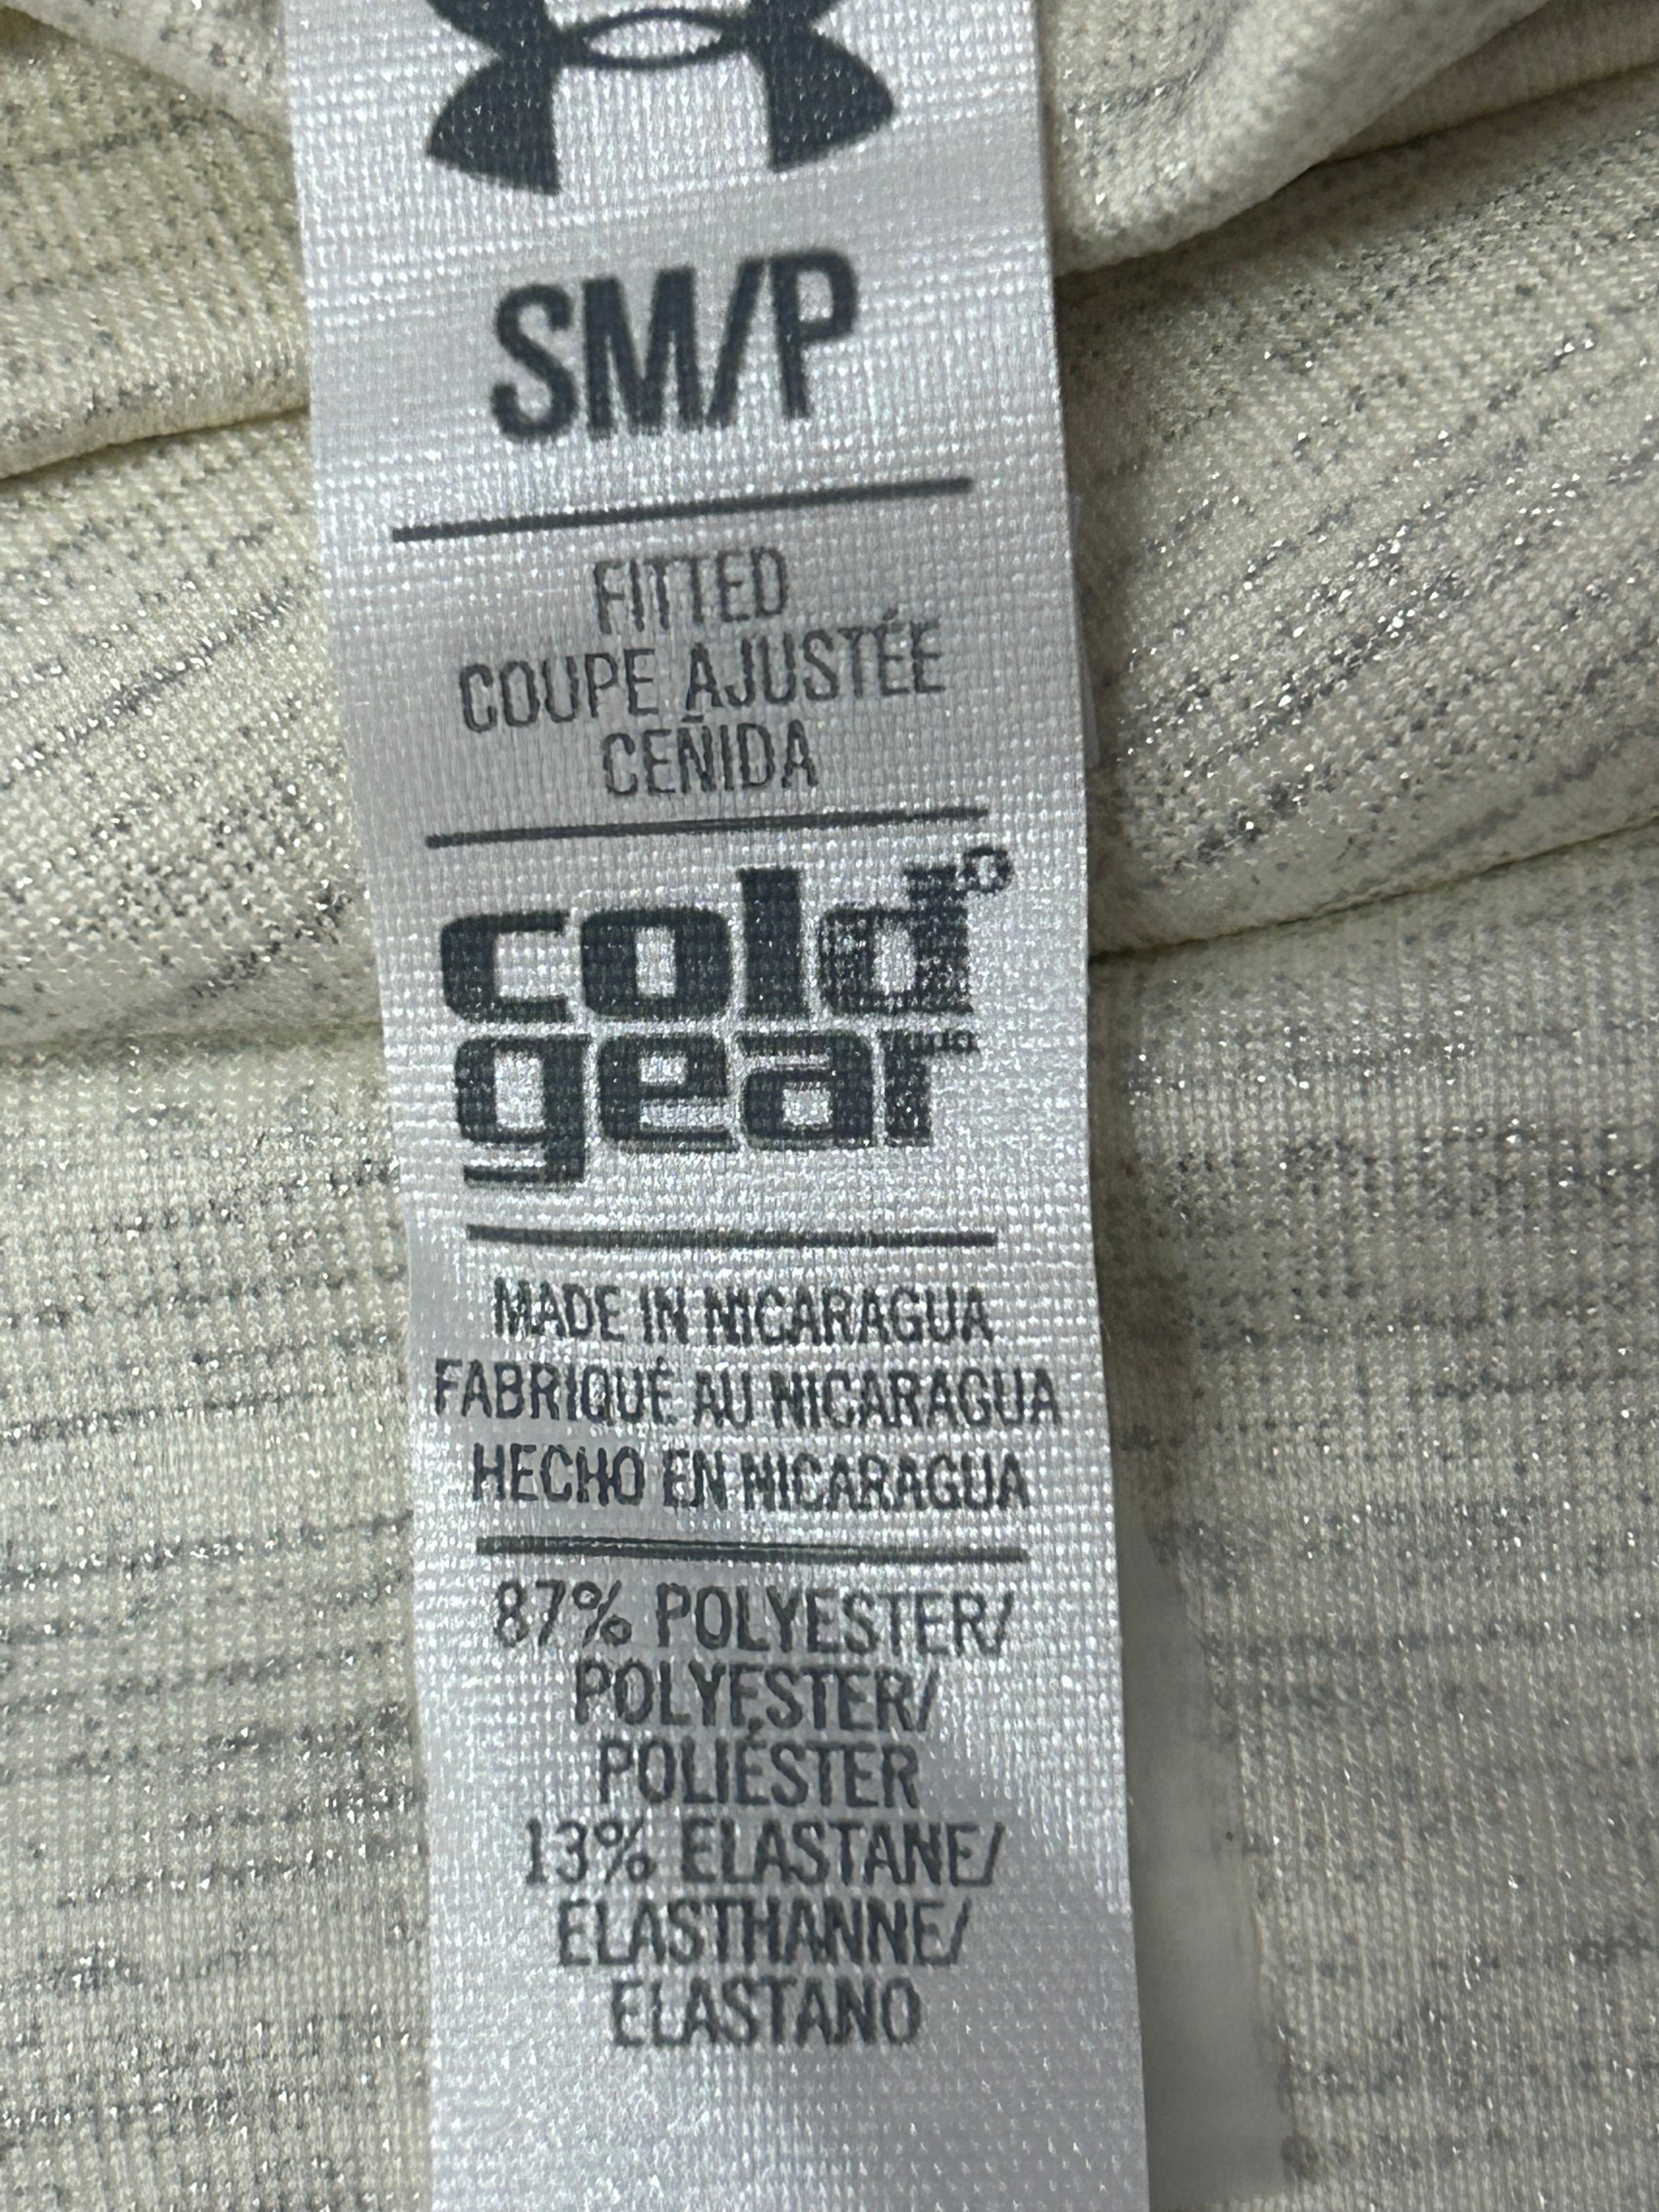 SM/P
FITTED
COUPE AJUSTÉE
CEÑIDA
cold
gear
MADE IN NICARAGUA
FABRIQUÉ AU NICARAGUA
HECHO EN NICARAGUA
87% POLYESTER/
POLYESTER/
POLIÉSTER
13% ELASTANE/
ELASTHANNE/
ELASTANO